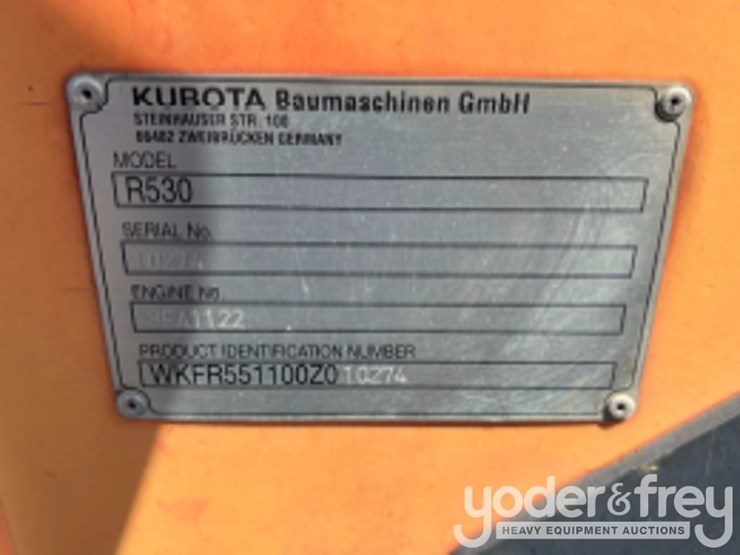 KUBOTA Baumaschinen GmbH
STEINHAUSER STR. 100
66482 ZWEIBRÜCKEN GERMANY
MODEL
R530
SERIAL No.
10274
ENGINE No.
PRODUCT IDENTIFICATION NUMBER
WKFR551100Z010274
yoder&frey
HEAVY EQUIPMENT AUCTIONS